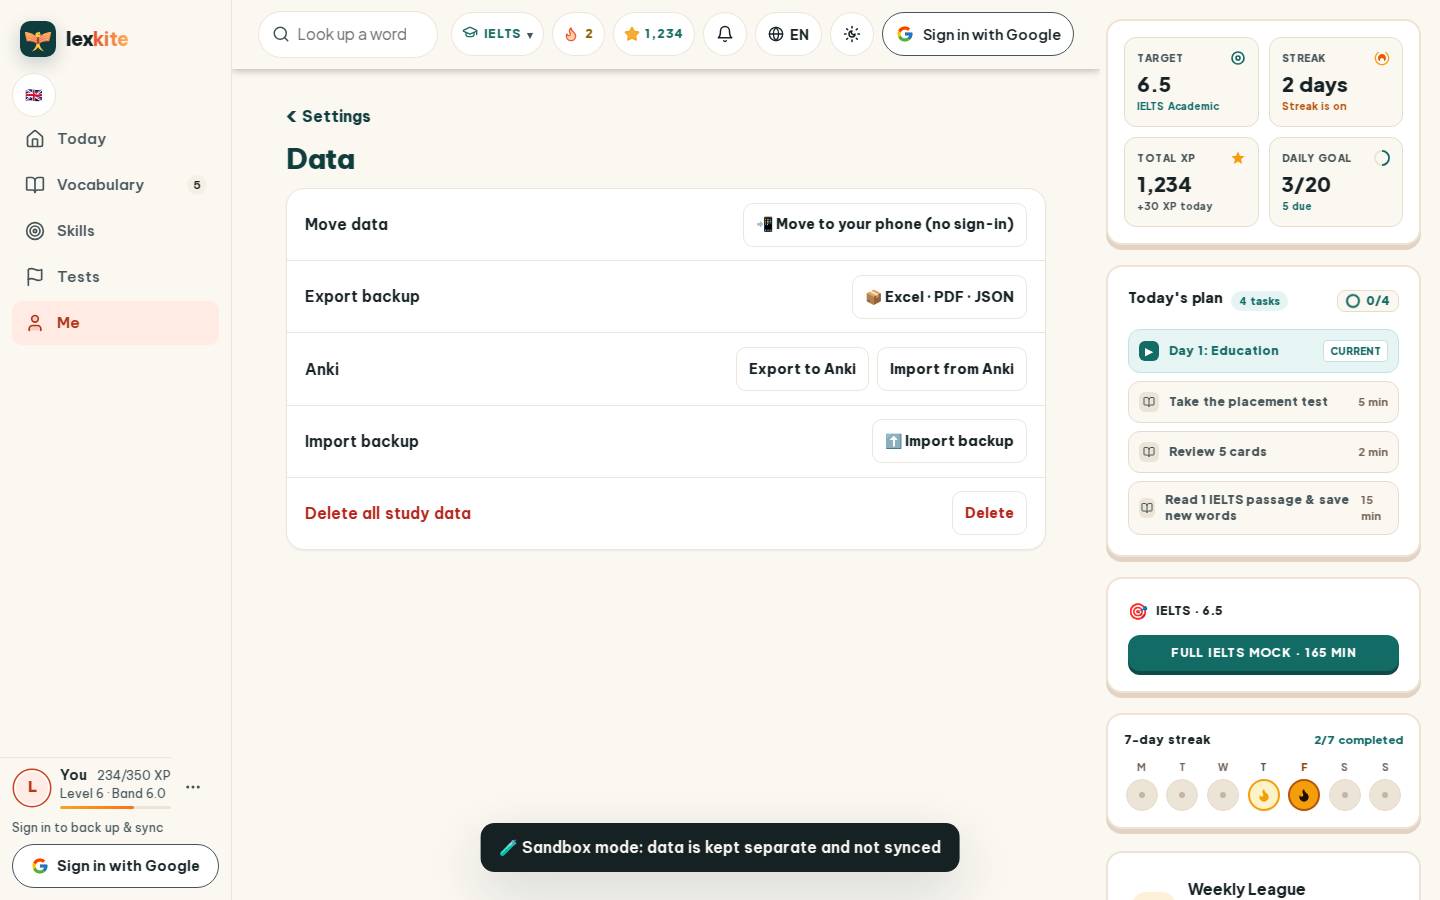 lexkite
Today
Vocabulary 5
Skills
Tests
Me
L
You 234/350 XP
Level 6 · Band 6.0
Sign in to back up & sync
Sign in with Google
Look up a word
IELTS ▾
2
1,234
EN
Sign in with Google
Settings
Data
Move data
Move to your phone (no sign-in)
Export backup
Excel · PDF · JSON
Anki
Export to Anki
Import from Anki
Import backup
Import backup
Delete all study data
Delete
Sandbox mode: data is kept separate and not synced
TARGET
6.5
IELTS Academic
STREAK
2 days
Streak is on
TOTAL XP
1,234
+30 XP today
DAILY GOAL
3/20
5 due
Today's plan 4 tasks 0/4
Day 1: Education CURRENT
Take the placement test 5 min
Review 5 cards 2 min
Read 1 IELTS passage & save 15
new words min
IELTS · 6.5
FULL IELTS MOCK · 165 MIN
7-day streak 2/7 completed
M T W T F S S
Weekly League